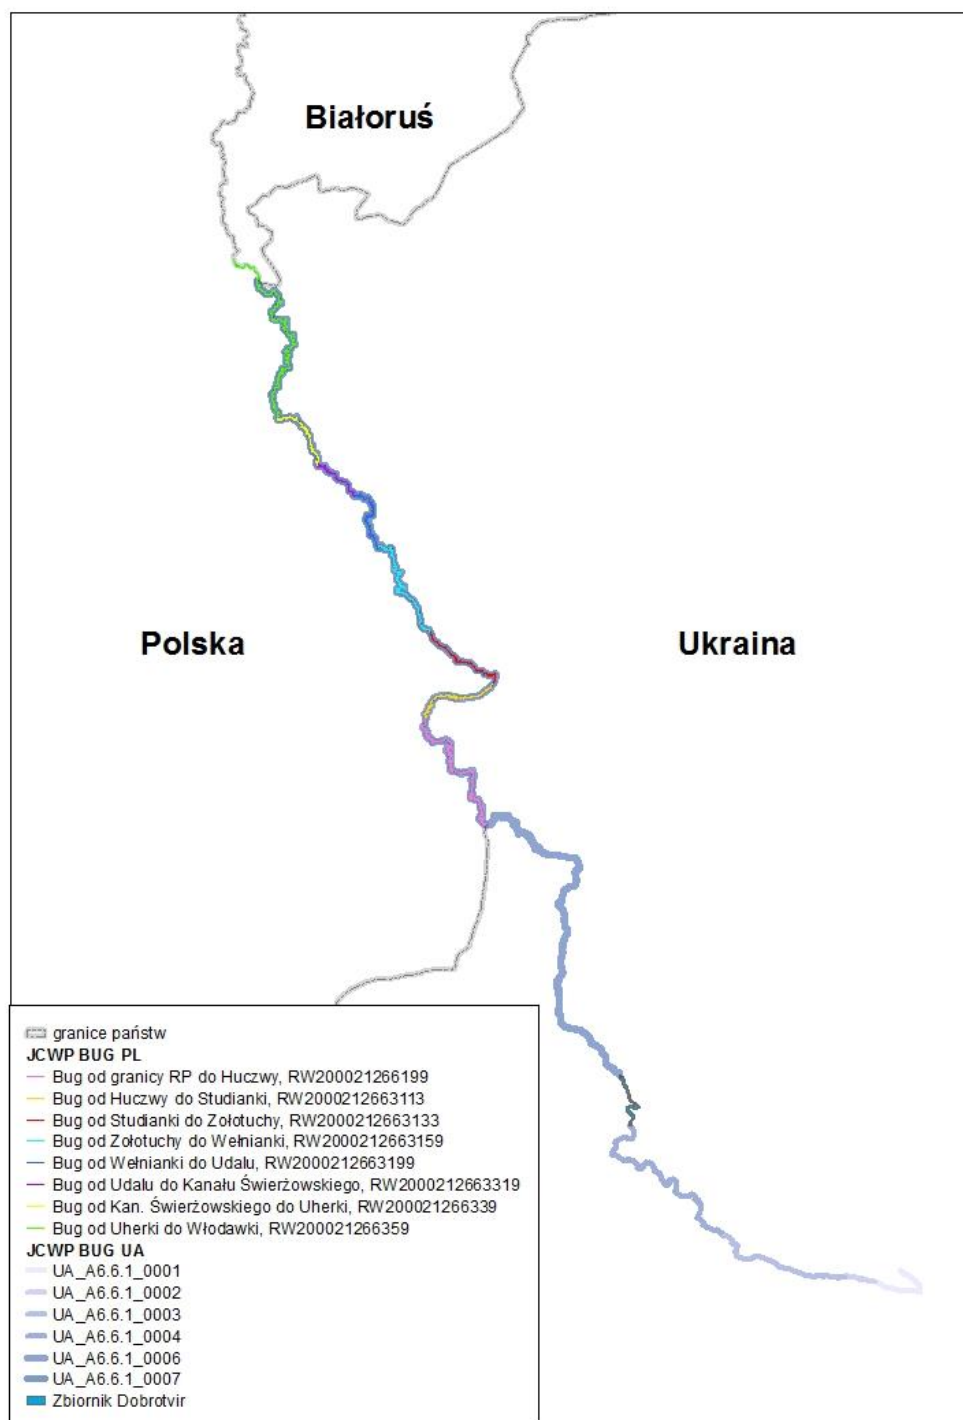 Białoruś
Polska
Ukraina
granice państw
JCWP BUG PL
Bug od granicy RP do Huczwy, RW200021266199
Bug od Huczwy do Studianki, RW2000212663113
Bug od Studianki do Zołotuchy, RW2000212663133
Bug od Zołotuchy do Wełnianki, RW2000212663159
Bug od Wełnianki do Udalu, RW2000212663199
Bug od Udalu do Kanału Świerżowskiego, RW2000212663319
Bug od Kan. Świerżowskiego do Uherki, RW200021266339
Bug od Uherki do Włodawki, RW200021266359
JCWP BUG UA
UA_A6.6.1_0001
UA_A6.6.1_0002
UA_A6.6.1_0003
UA_A6.6.1_0004
UA_A6.6.1_0006
UA_A6.6.1_0007
Zbiornik Dobrotvir